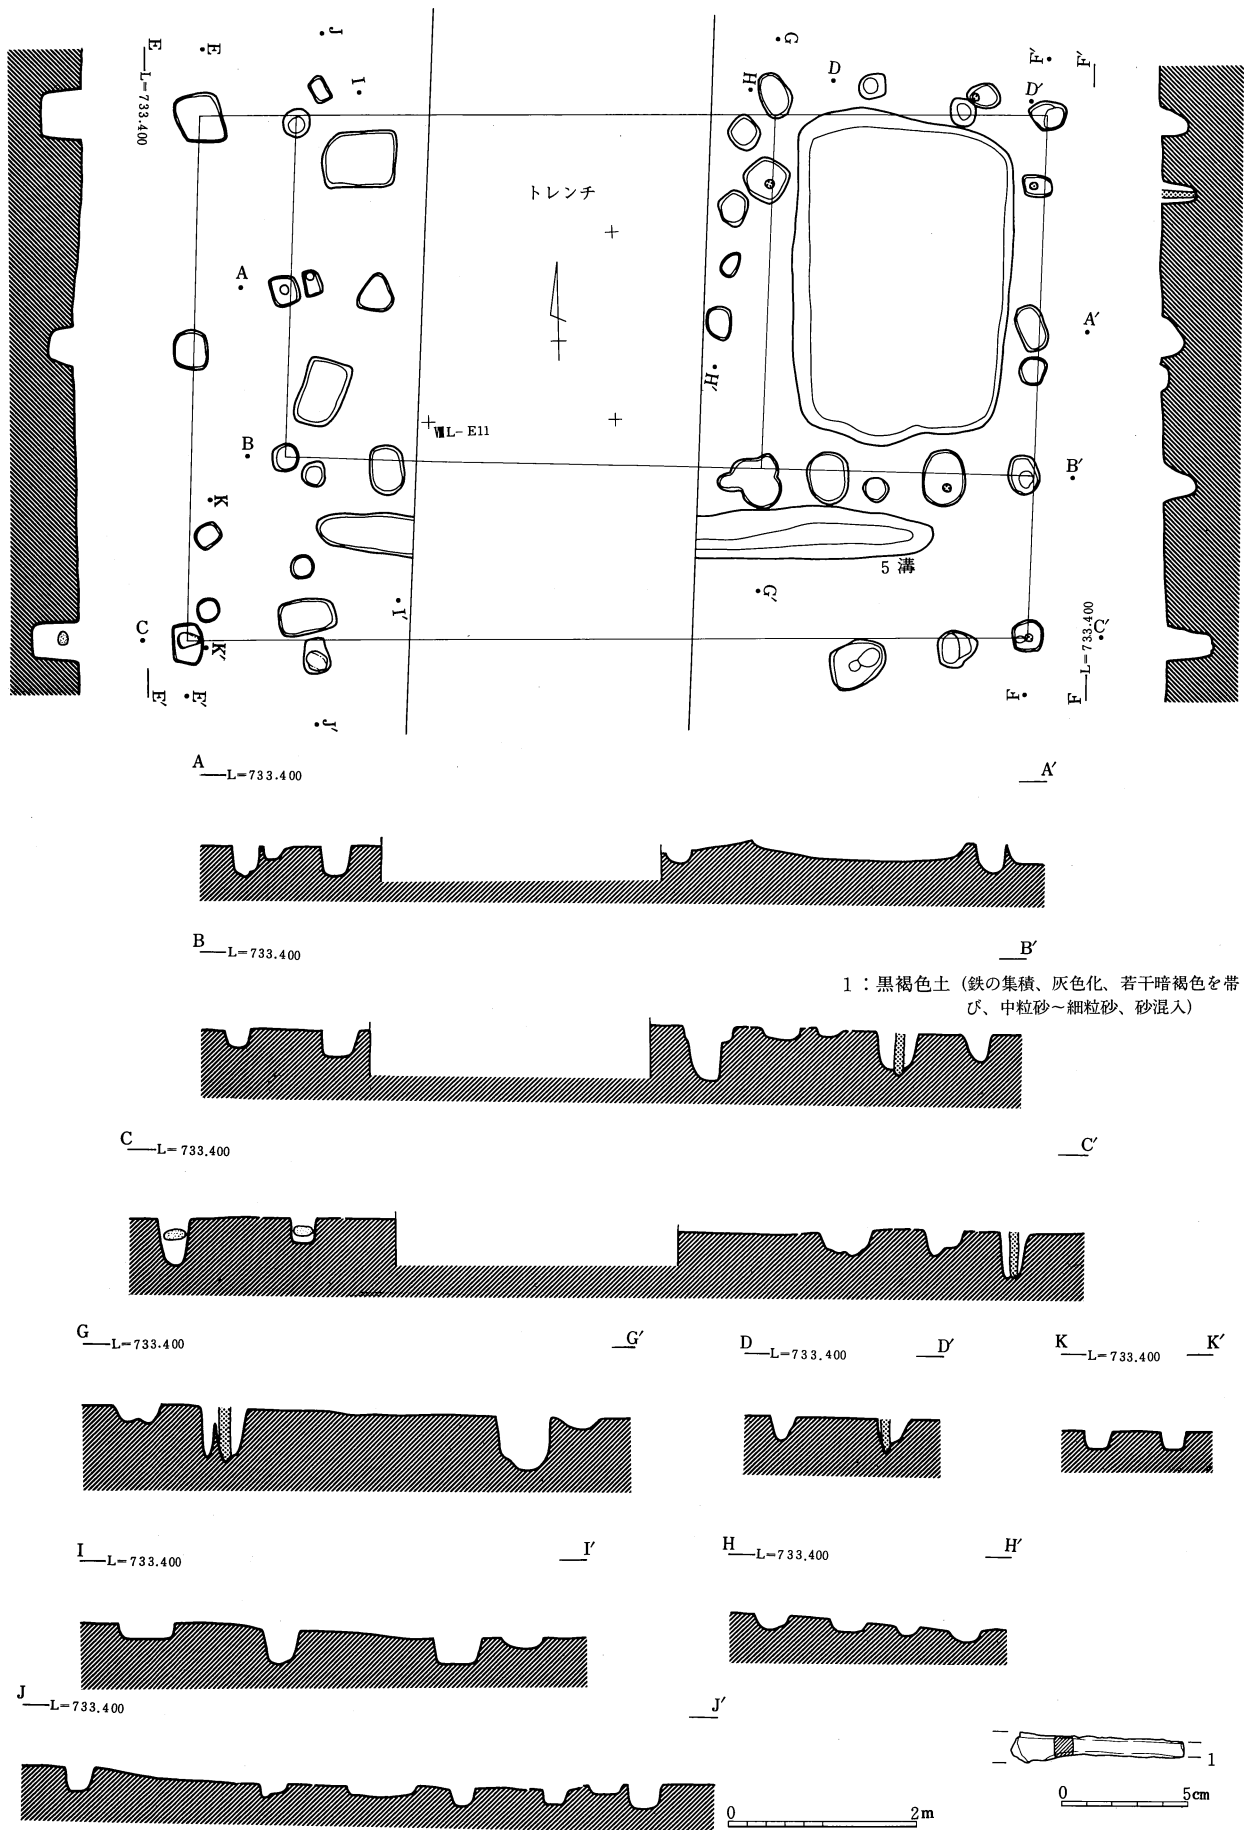 J
G
E
E
F′
F′
L=733.400
I
H
D
D′
トレンチ
A
A′
H′
ⅧL-E11
B
B′
K
5 溝
I′
G′
C
K′
L=733.400
C′
E′
E′
F
F
J′
A
L=733.400
A′
B
L=733.400
B′
1:黒褐色土(鉄の集積、灰色化、若干暗褐色を帯
び、中粒砂~細粒砂、砂混入)
C
L=733.400
C′
G
L=733.400
G′
D
L=733.400
D′
K
L=733.400
K′
I
L=733.400
I′
H
L=733.400
H′
J
L=733.400
J′
1
0 2m
0 5cm